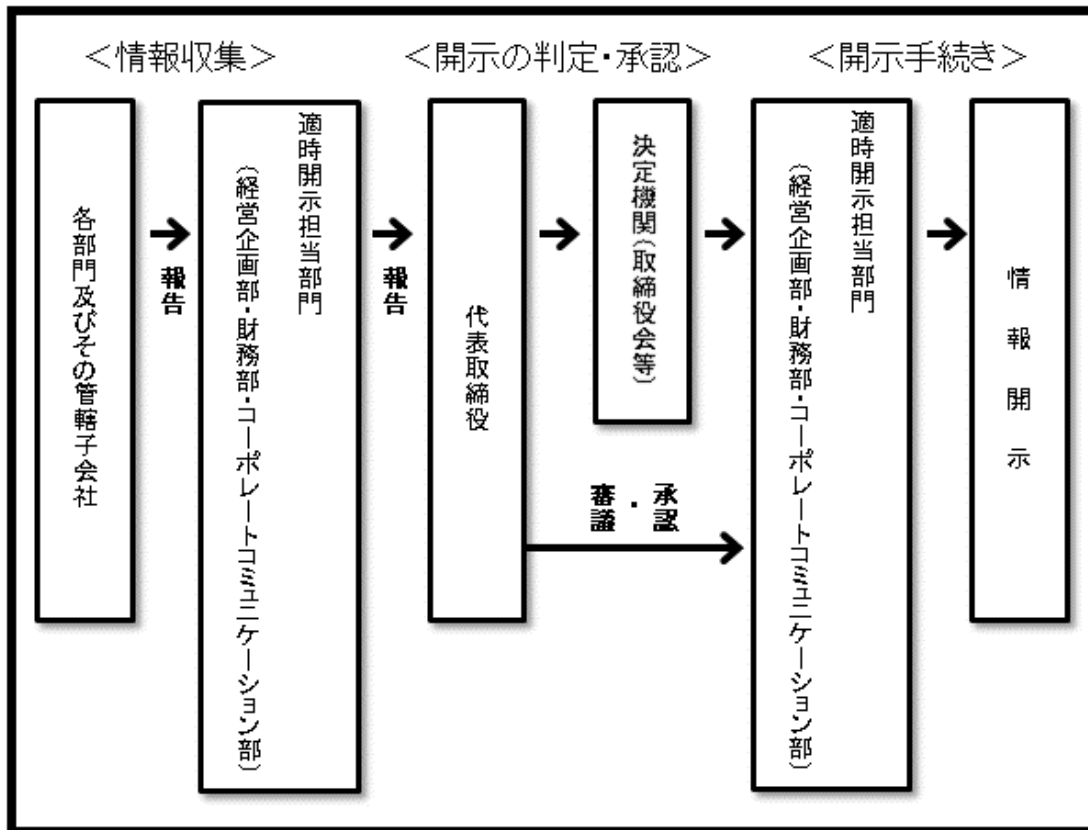 ＜情報収集＞
＜開示の判定・承認＞
＜開示手続き＞
各部門及びその管轄子会社
報告
適時開示担当部門
（経営企画部・財務部・コーポレートコミュニケーション部）
報告
代表取締役
決定機関（取締役会等）
審議・承認
適時開示担当部門
（経営企画部・財務部・コーポレートコミュニケーション部）
情報開示